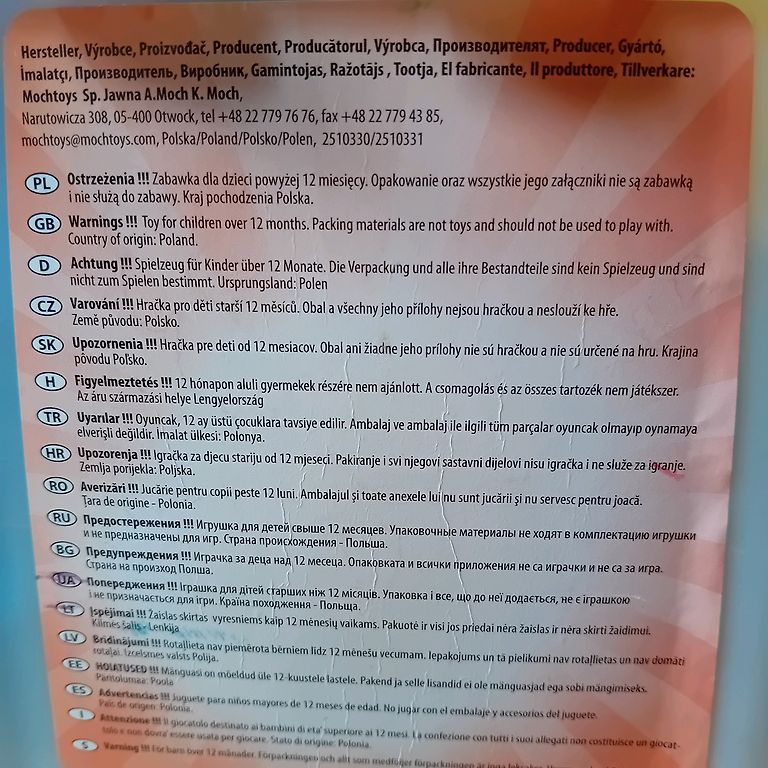 Hersteller, Výrobce, Proizvođač, Producent, Producătorul, Výrobca, Производителят, Producer, Gyártó,
İmalatçı, Производитель, Виробник, Gamintojas, Ražotājs , Tootja, El fabricante, Il produttore, Tillverkare:
Mochtoys Sp. Jawna A.Moch K. Moch,
Narutowicza 308, 05-400 Otwock, tel +48 22 779 76 76, fax +48 22 779 43 85,
mochtoys@mochtoys.com, Polska/Poland/Polsko/Polen, 2510330/2510331
PL Ostrzeżenia !!! Zabawka dla dzieci powyżej 12 miesięcy. Opakowanie oraz wszystkie jego załączniki nie są zabawką
i nie służą do zabawy. Kraj pochodzenia Polska.
GB Warnings !!! Toy for children over 12 months. Packing materials are not toys and should not be used to play with.
Country of origin: Poland.
D Achtung !!! Spielzeug für Kinder über 12 Monate. Die Verpackung und alle ihre Bestandteile sind kein Spielzeug und sind
nicht zum Spielen bestimmt. Ursprungsland: Polen
CZ Varování !!! Hračka pro děti starší 12 měsíců. Obal a všechny jeho přílohy nejsou hračkou a neslouží ke hře.
Země původu: Polsko.
SK Upozornenia !!! Hračka pre deti od 12 mesiacov. Obal ani žiadne jeho prílohy nie sú hračkou a nie sú určené na hru. Krajina
pôvodu Poľsko.
H Figyelmeztetés !!! 12 hónapon aluli gyermekek részére nem ajánlott. A csomagolás és az összes tartozék nem játékszer.
Az áru származási helye Lengyelország
TR Uyarılar !!! Oyuncak, 12 ay üstü çocuklara tavsiye edilir. Ambalaj ve ambalaj ile ilgili tüm parçalar oyuncak olmayıp oynamaya
elverişli değildir. İmalat ülkesi: Polonya.
HR Upozorenja !!! Igračka za djecu stariju od 12 mjeseci. Pakiranje i svi njegovi sastavni dijelovi nisu igračka i ne služe za igranje.
Zemlja porijekla: Poljska.
RO Averizări !!! Jucărie pentru copii peste 12 luni. Ambalajul şi toate anexele lui nu sunt jucării şi nu servesc pentru joacă.
Ţara de origine - Polonia.
RU Предостережения !!! Игрушка для детей свыше 12 месяцев. Упаковочные материалы не ходят в комплектацию игрушки
и не предназначены для игр. Страна происхождения - Польша.
BG Предупреждения !!! Играчка за деца над 12 месеца. Опаковката и всички приложения не са играчки и не са за игра.
Страна на произход Полша.
UA Попередження !!! Іграшка для дітей старших ніж 12 місяців. Упаковка і все, що до неї додається, не є іграшкою
і не призначається для ігри. Країна походження - Польща.
LT Įspėjimai !!! Žaislas skirtas vyresniems kaip 12 mėnesių vaikams. Pakuotė ir visi jos priedai nėra žaislas ir nėra skirti žaidimui.
Kilmės šalis - Lenkija
LV Bridinājumi !!! Rotaļlieta nav piemērota bērniem līdz 12 mēnešu vecumam. Iepakojums un tā pielikumi nav rotaļlietas un nav domāti
rotaļai. Izcelsmes valsts Polija.
EE HOIATUSED !!! Mänguasi on mõeldud üle 12-kuustele lastele. Pakend ja selle lisandid ei ole mänguasjad ega sobi mängimiseks.
Päritolumaa: Poola
ES Advertencias !!! Juguete para niños mayores de 12 meses de edad. No jugar con el embalaje y accesorios del juguete.
País de origen: Polonia.
I Attenzione !!! Il giocatolo destinato ai bambini di eta' superiore ai 12 mesi. La confezione con tutti i suoi allegati non costituisce un giocat-
tolo e non dovra' essere usata per giocare. Stato di origine: Polonia.
S Varning !!! För barn över 12 månader. Förpackningen och allt som medföljer förpackningen är inga